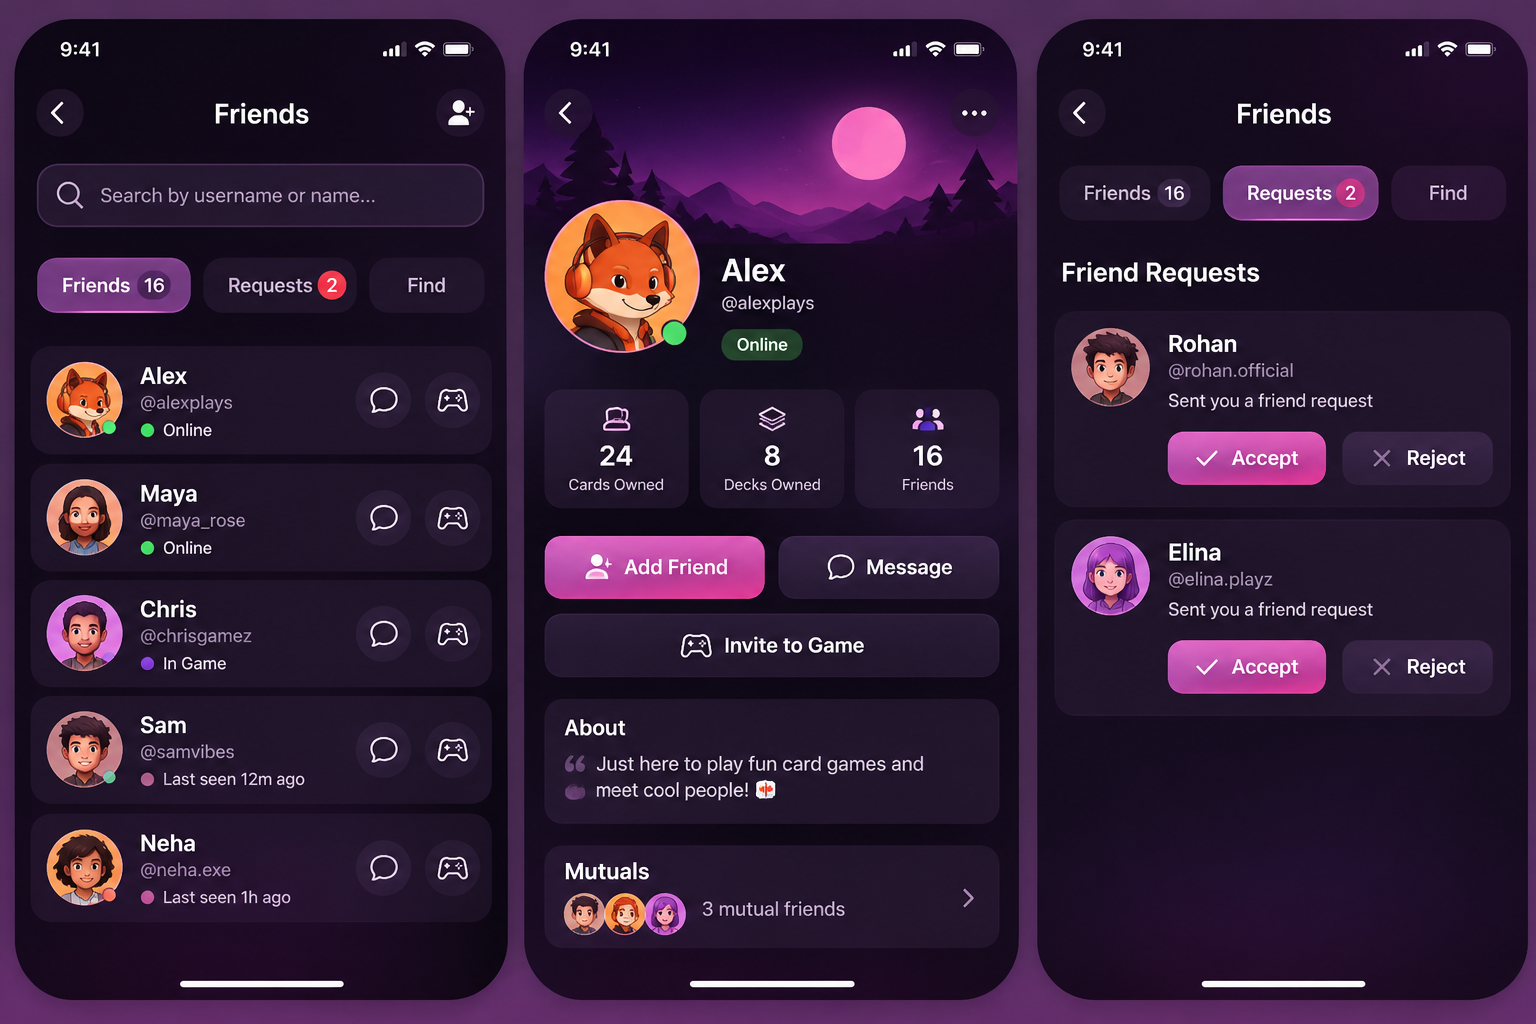 9:41
Friends
Search by username or name...
Friends 16
Requests 2
Find
Alex
@alexplays
Online
Maya
@maya_rose
Online
Chris
@chrisgamez
In Game
Sam
@samvibes
Last seen 12m ago
Neha
@neha.exe
Last seen 1h ago
9:41
Alex
@alexplays
Online
24
Cards Owned
8
Decks Owned
16
Friends
Add Friend
Message
Invite to Game
About
Just here to play fun card games and
meet cool people!
Mutuals
3 mutual friends
9:41
Friends
Friends 16
Requests 2
Find
Friend Requests
Rohan
@rohan.official
Sent you a friend request
Accept
Reject
Elina
@elina.playz
Sent you a friend request
Accept
Reject